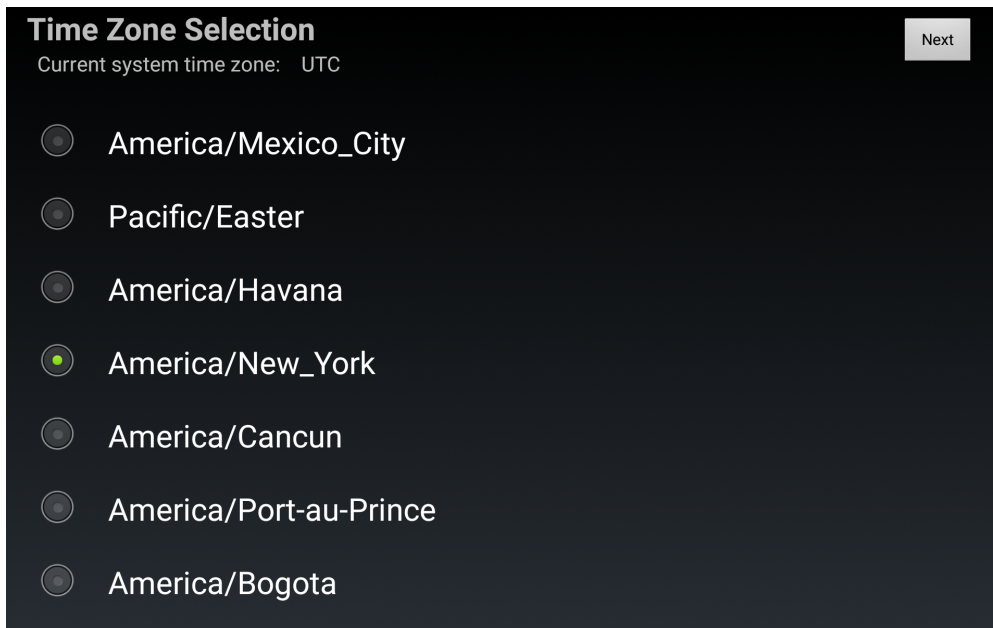 Time Zone Selection
Next
Current system time zone: UTC
America/Mexico_City
Pacific/Easter
America/Havana
America/New_York
America/Cancun
America/Port-au-Prince
America/Bogota